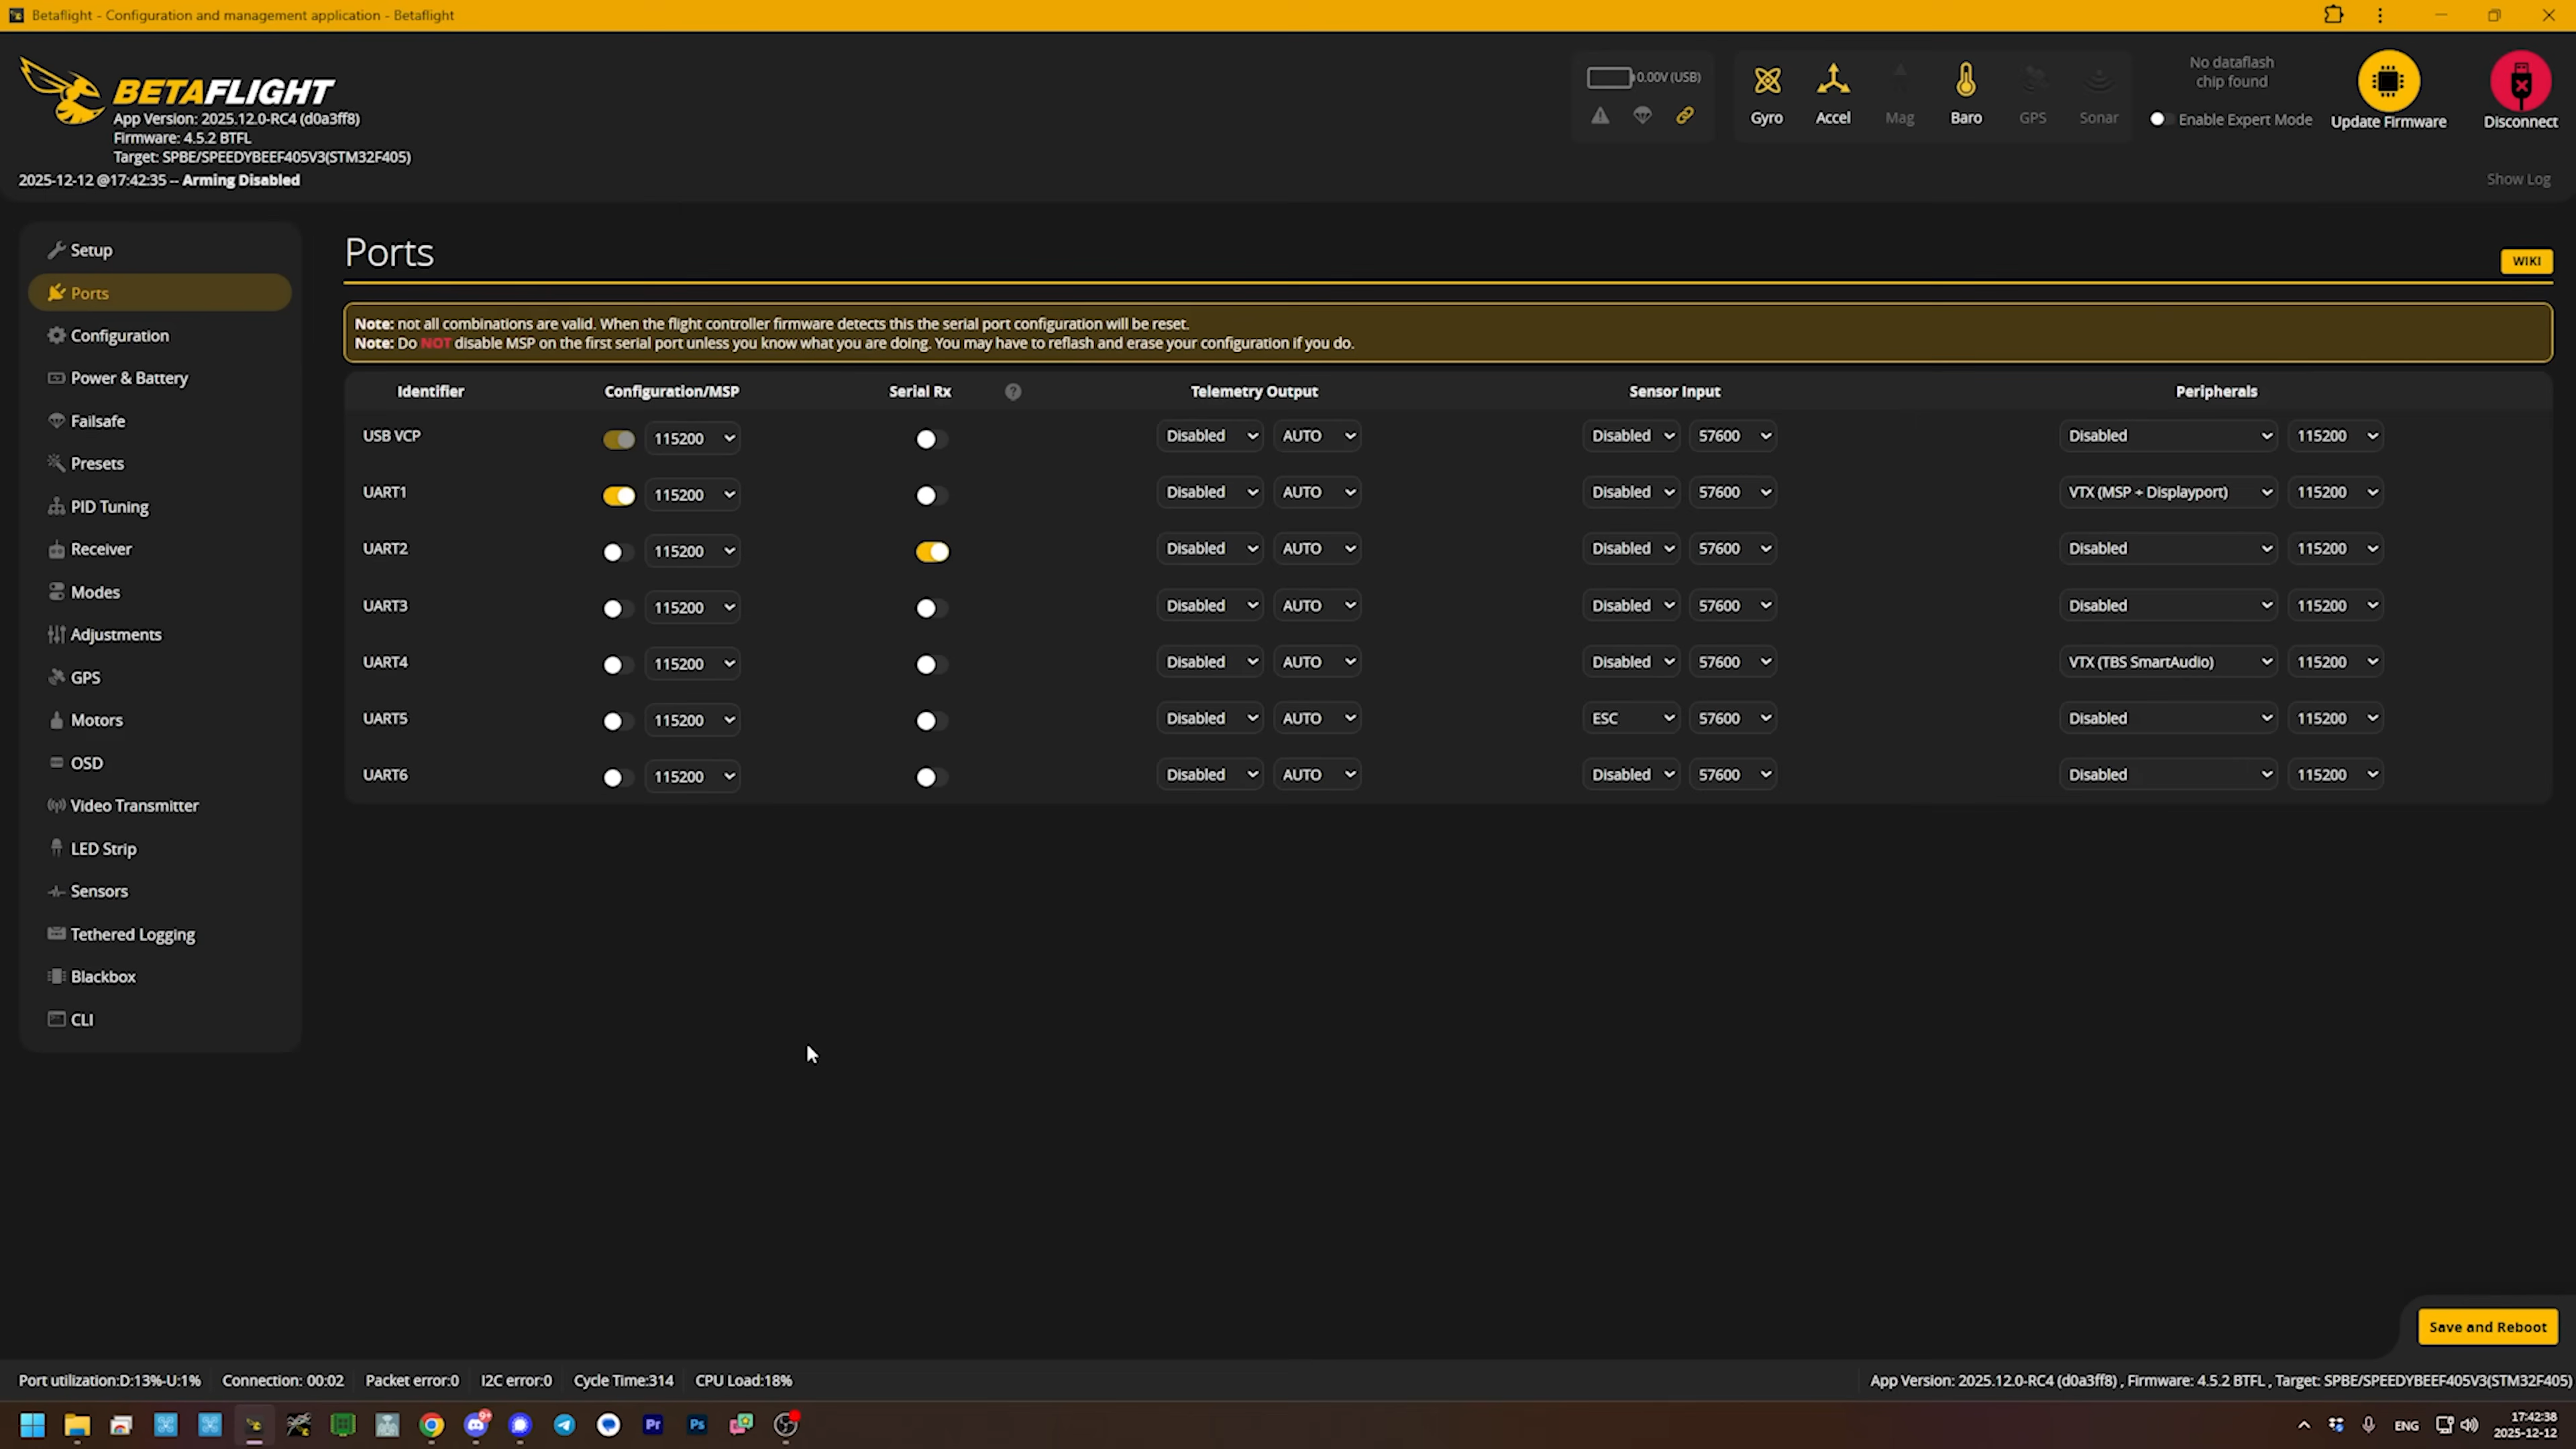 Betaflight - Configuration and management application - Betaflight
BETAFLIGHT
App Version: 2025.12.0-RC4 (d0a3ff8)
Firmware: 4.5.2 BTFL
Target: SPBE/SPEEDYBEEF405V3(STM32F405)
2025-12-12 @17:42:35 -- Arming Disabled
0.00V (USB)
Gyro Accel Mag Baro GPS Sonar
No dataflash
chip found
Enable Expert Mode
Update Firmware
Disconnect
Show Log
Setup
Ports
Configuration
Power & Battery
Failsafe
Presets
PID Tuning
Receiver
Modes
Adjustments
GPS
Motors
OSD
Video Transmitter
LED Strip
Sensors
Tethered Logging
Blackbox
CLI
Ports
WIKI
Note: not all combinations are valid. When the flight controller firmware detects this the serial port configuration will be reset.
Note: Do NOT disable MSP on the first serial port unless you know what you are doing. You may have to reflash and erase your configuration if you do.
Identifier Configuration/MSP Serial Rx ? Telemetry Output Sensor Input Peripherals
USB VCP 115200 Disabled AUTO Disabled 57600 Disabled 115200
UART1 115200 Disabled AUTO Disabled 57600 VTX (MSP + Displayport) 115200
UART2 115200 Disabled AUTO Disabled 57600 Disabled 115200
UART3 115200 Disabled AUTO Disabled 57600 Disabled 115200
UART4 115200 Disabled AUTO Disabled 57600 VTX (TBS SmartAudio) 115200
UART5 115200 Disabled AUTO ESC 57600 Disabled 115200
UART6 115200 Disabled AUTO Disabled 57600 Disabled 115200
Save and Reboot
Port utilization:D:13%-U:1% Connection: 00:02 Packet error:0 I2C error:0 Cycle Time:314 CPU Load:18%
App Version: 2025.12.0-RC4 (d0a3ff8) , Firmware: 4.5.2 BTFL , Target: SPBE/SPEEDYBEEF405V3(STM32F405)
9+
Pr
Ps
ENG
17:42:38
2025-12-12